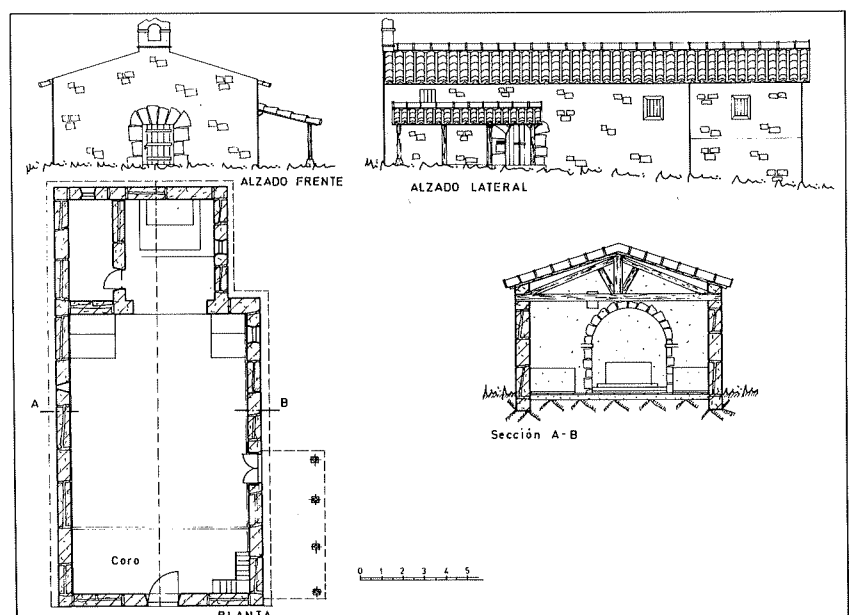 ALZADO FRENTE
ALZADO LATERAL
A
B
Sección A-B
Coro
0 1 2 3 4 5
PLANTA